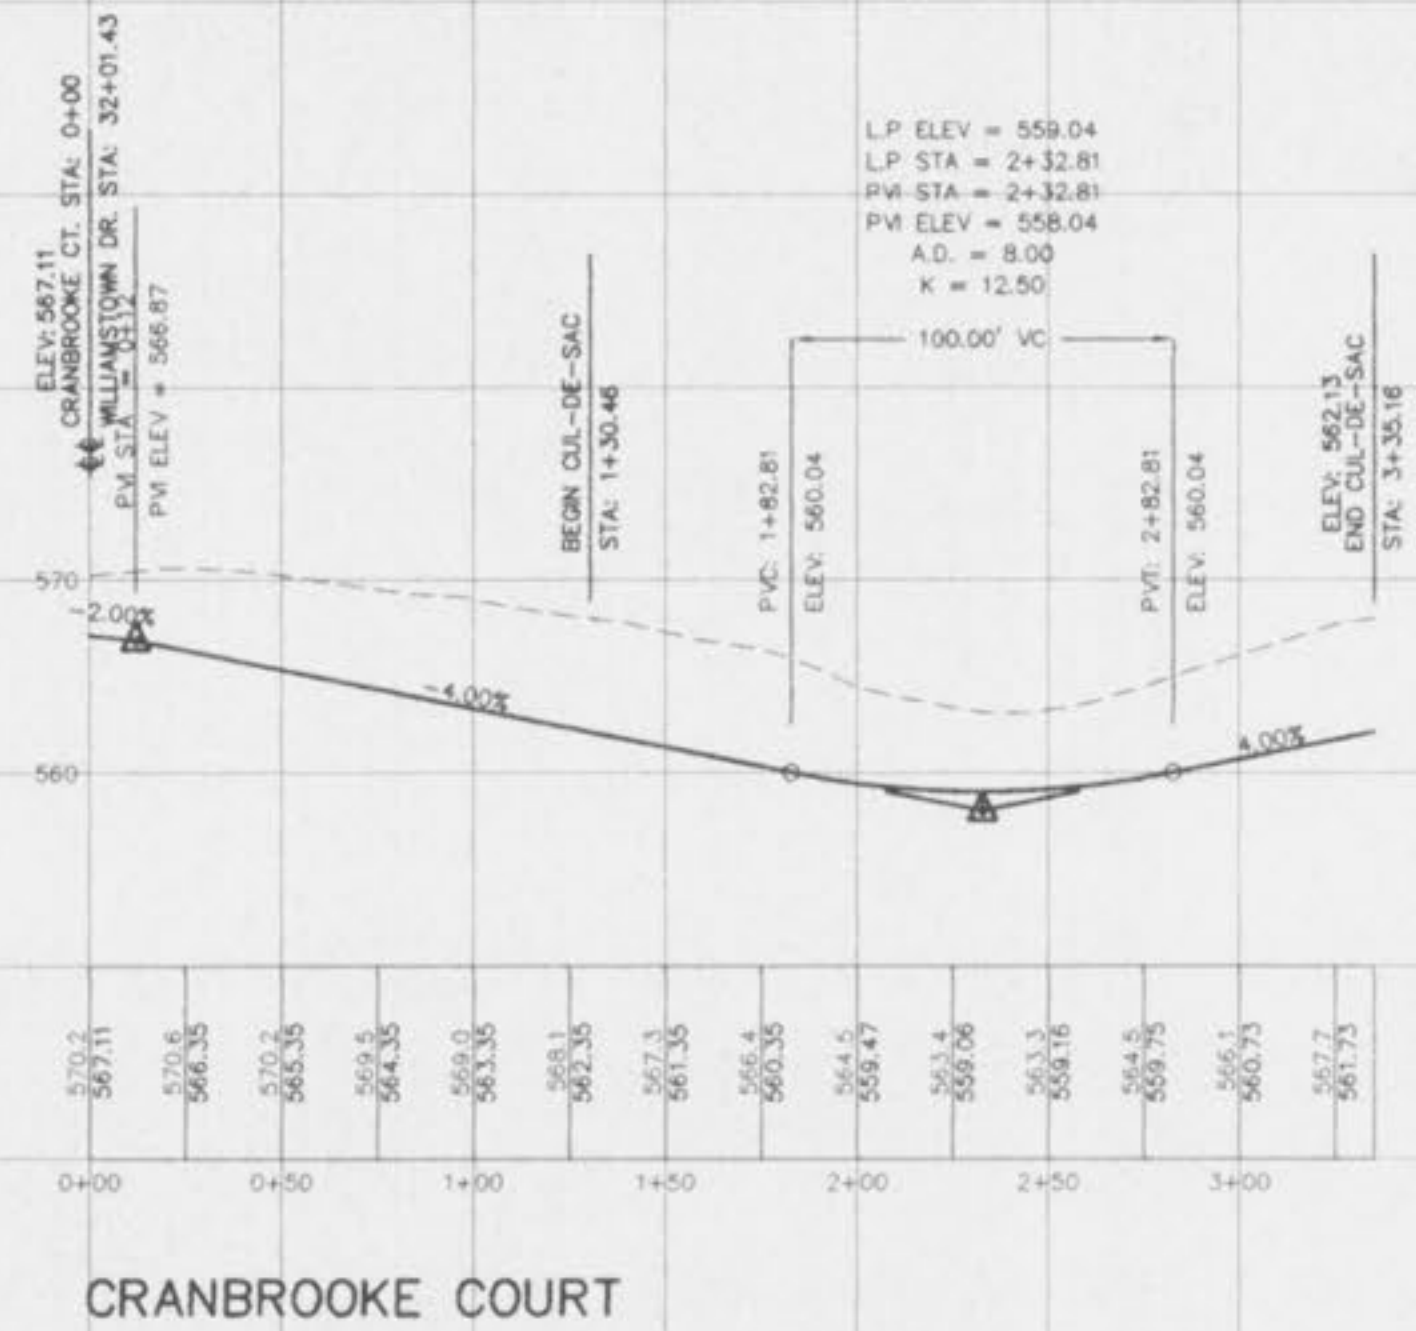 ELEV: 567.11
CRANBROOKE CT. STA: 0+00
WILLIAMSTOWN DR. STA: 32+01.43
PVI STA = 0+12
PVI ELEV = 566.87
BEGIN CUL-DE-SAC
STA: 1+30.46
L.P ELEV = 559.04
L.P STA = 2+32.81
PVI STA = 2+32.81
PVI ELEV = 558.04
A.D. = 8.00
K = 12.50
100.00' VC
PVC: 1+82.81
ELEV: 560.04
PVT: 2+82.81
ELEV: 560.04
ELEV: 562.13
END CUL-DE-SAC
STA: 3+35.16
570
-2.00%
-4.00%
4.00%
560
570.2
567.11
570.6
566.35
570.2
565.35
569.5
564.35
569.0
563.35
568.1
562.35
567.3
561.35
566.4
560.35
564.5
559.47
563.4
559.06
563.3
559.16
564.5
559.75
566.1
560.73
567.7
561.73
0+00 0+50 1+00 1+50 2+00 2+50 3+00
CRANBROOKE COURT